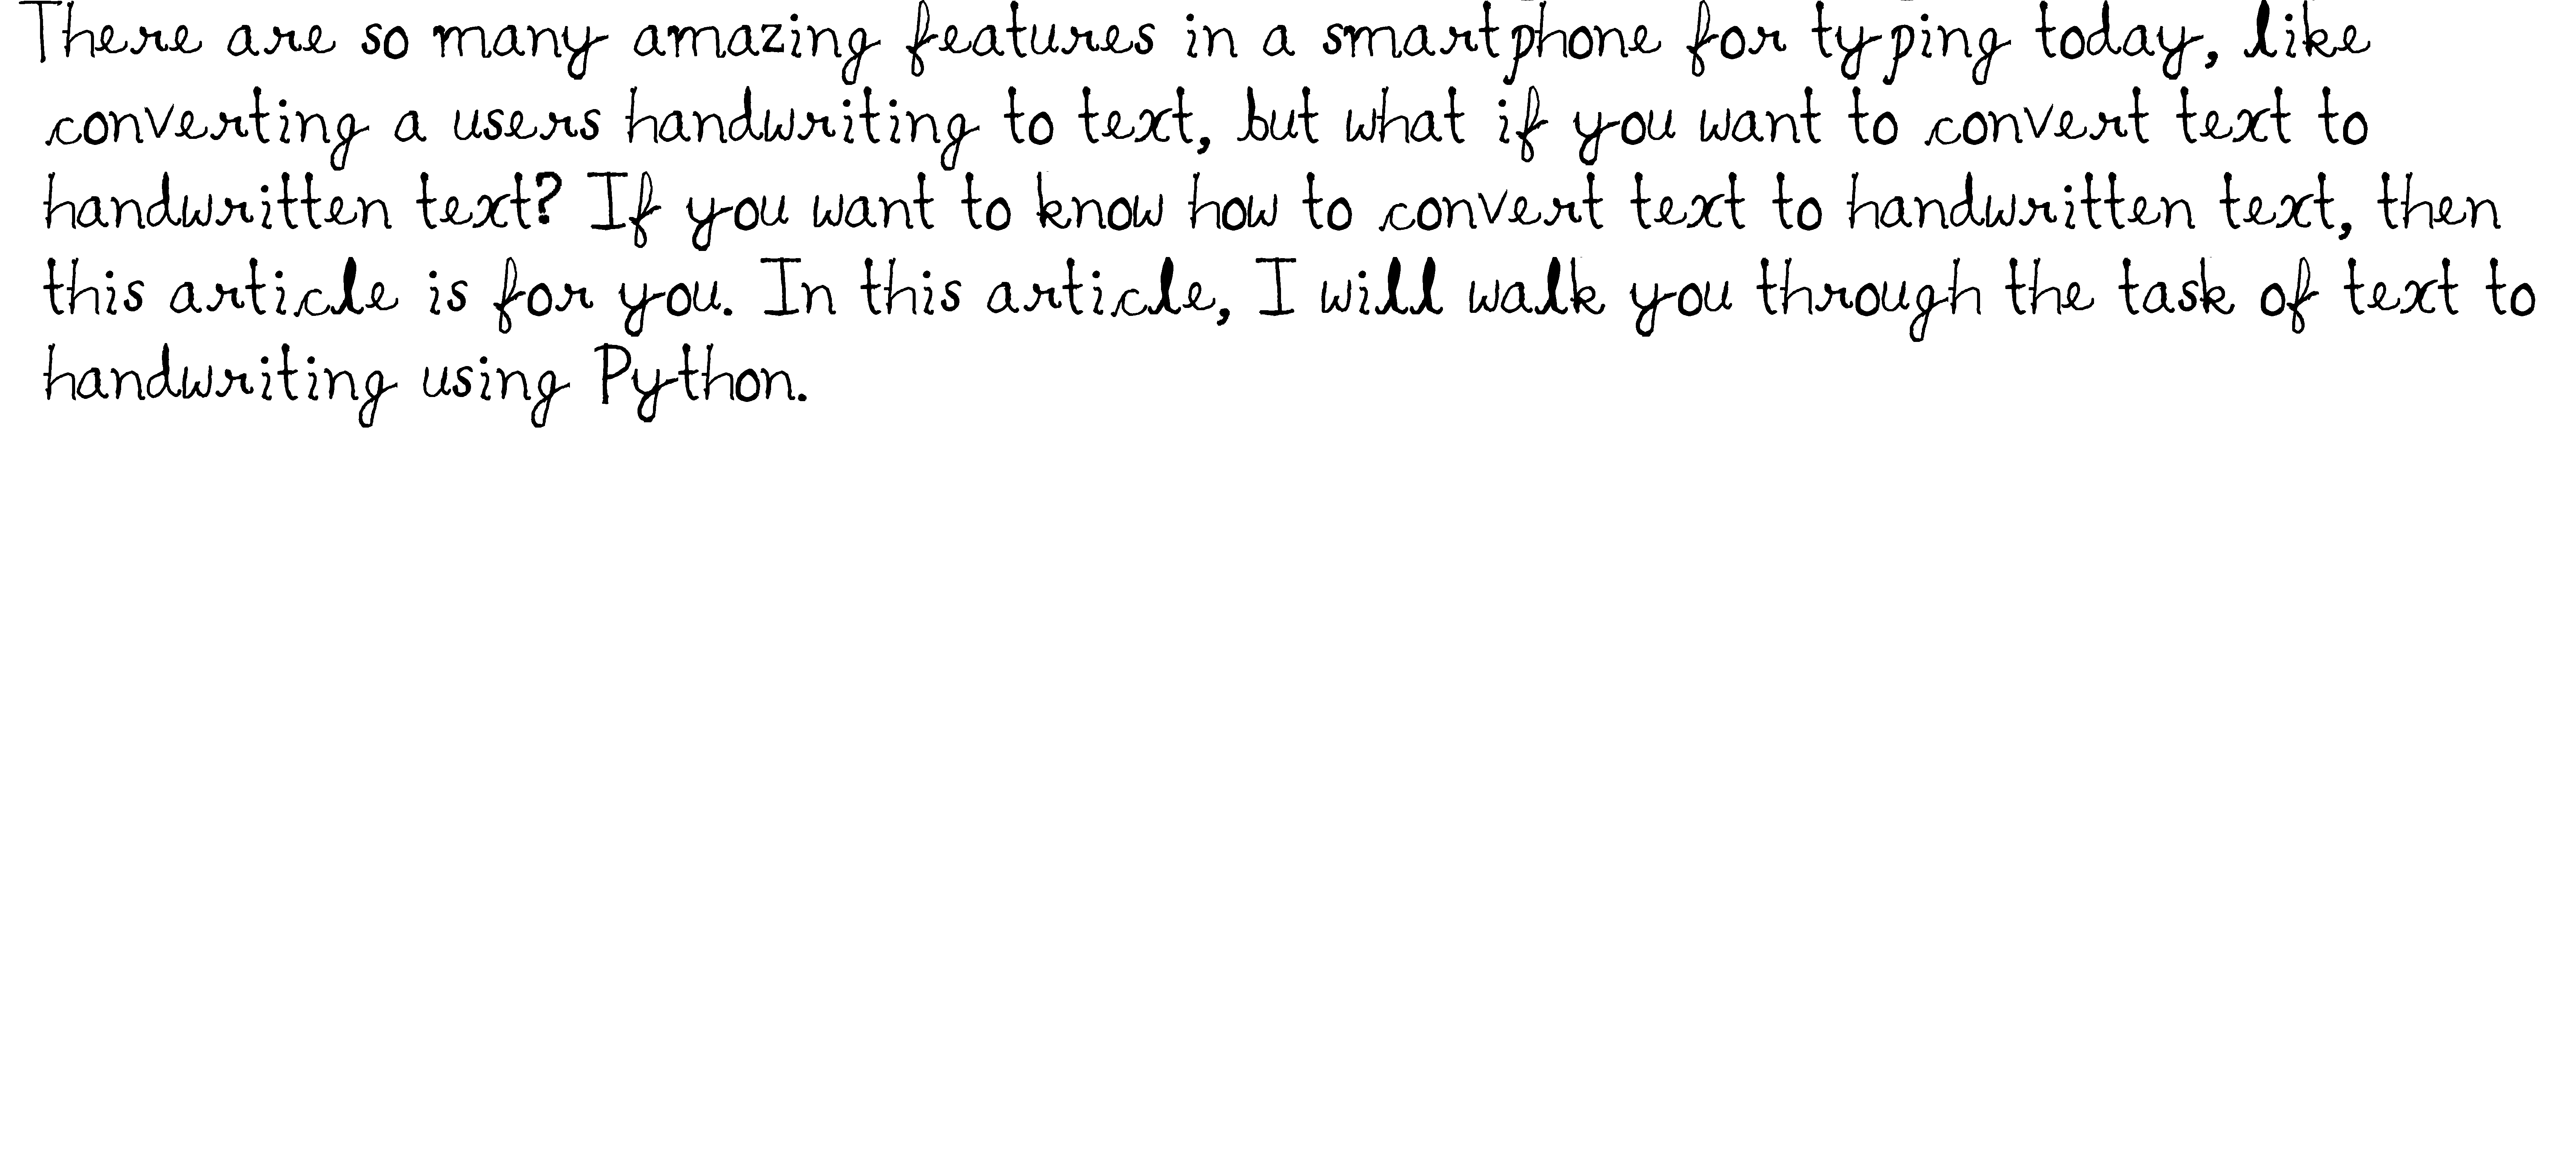 There are so many amazing features in a smartphone for typing today, like
converting a users handwriting to text, but what if you want to convert text to
handwritten text? If you want to know how to convert text to handwritten text, then
this article is for you. In this article, I will walk you through the task of text to
handwriting using Python.